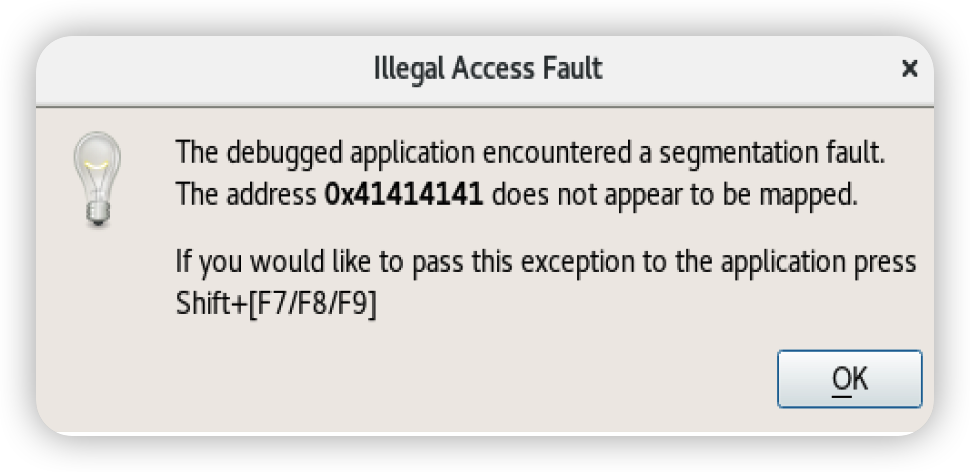 Illegal Access Fault
The debugged application encountered a segmentation fault.
The address 0x41414141 does not appear to be mapped.
If you would like to pass this exception to the application press
Shift+[F7/F8/F9]
OK